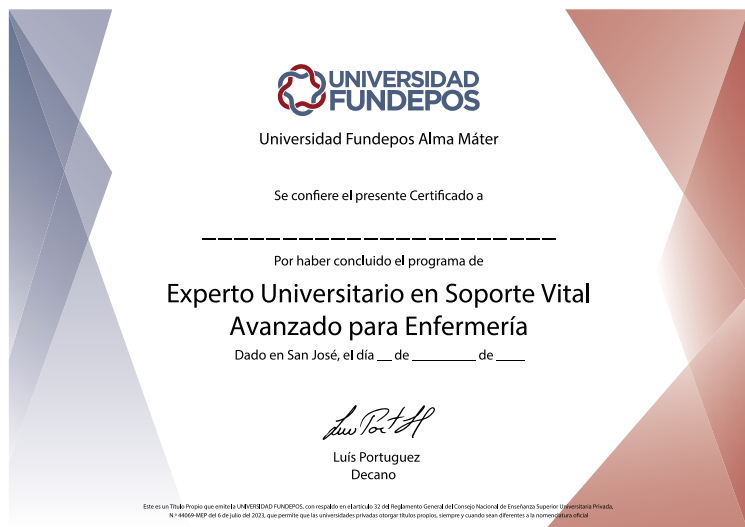 UNIVERSIDAD
FUNDEPOS
Universidad Fundepos Alma Máter
Se confiere el presente Certificado a
Por haber concluido el programa de
Experto Universitario en Soporte Vital
Avanzado para Enfermería
Dado en San José, el día __ de ________ de ____
Luís Portuguez
Decano
Este es un Título Propio que emite la UNIVERSIDAD FUNDEPOS, con respaldo en el artículo 32 del Reglamento General del Consejo Nacional de Enseñanza Superior Universitaria Privada,
N.º 44069-MEP del 6 de julio del 2023, que permite que las universidades privadas otorgar títulos propios, siempre y cuando sean diferentes a la nomenclatura oficial